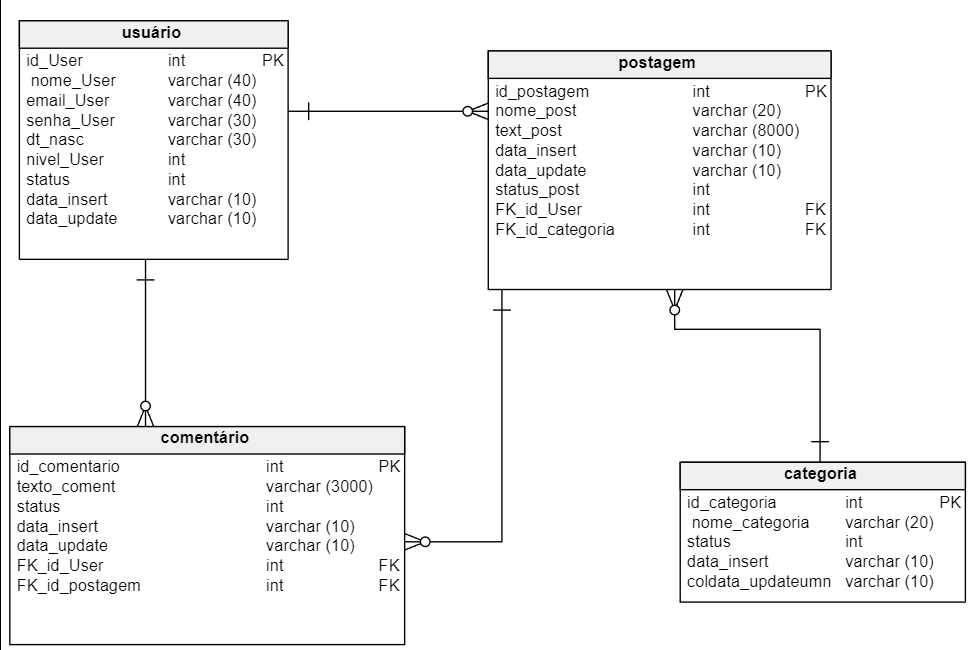 usuário
id_User int PK
nome_User varchar (40)
email_User varchar (40)
senha_User varchar (30)
dt_nasc varchar (30)
nivel_User int
status int
data_insert varchar (10)
data_update varchar (10)
postagem
id_postagem int PK
nome_post varchar (20)
text_post varchar (8000)
data_insert varchar (10)
data_update varchar (10)
status_post int
FK_id_User int FK
FK_id_categoria int FK
comentário
id_comentario int PK
texto_coment varchar (3000)
status int
data_insert varchar (10)
data_update varchar (10)
FK_id_User int FK
FK_id_postagem int FK
categoria
id_categoria int PK
nome_categoria varchar (20)
status int
data_insert varchar (10)
coldata_updateumn varchar (10)